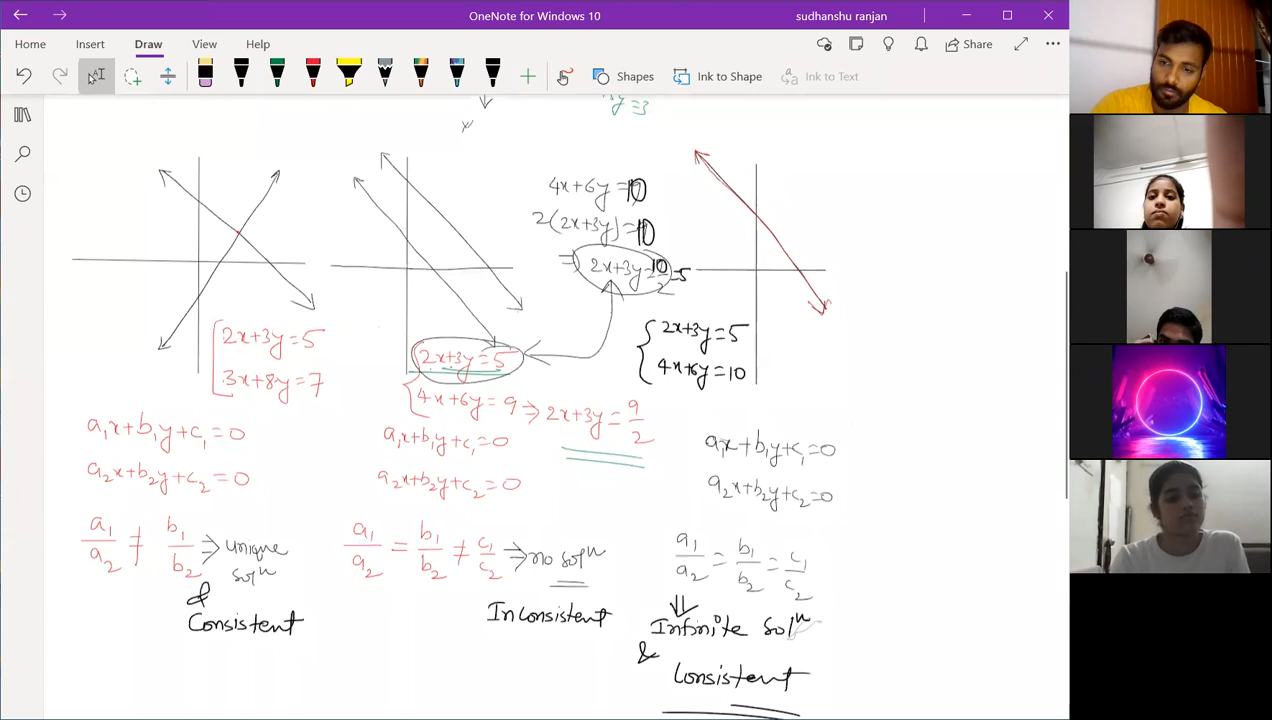 OneNote for Windows 10
sudhanshu ranjan
Home Insert Draw View Help
Share
Shapes
Ink to Shape
Ink to Text
y=3
4x+6y=10
2(2x+3y)=10
⇒ 2x+3y=10/2=5
2x+3y=5
3x+8y=7
a₁x+b₁y+c₁=0
a₂x+b₂y+c₂=0
a₁/a₂ ≠ b₁/b₂ ⇒ unique solⁿ
&
Consistent
2x+3y=5
4x+6y=9 ⇒ 2x+3y=9/2
a₁x+b₁y+c₁=0
a₂x+b₂y+c₂=0
a₁/a₂ = b₁/b₂ ≠ c₁/c₂ ⇒ no solⁿ
Inconsistent
2x+3y=5
4x+6y=10
a₁x+b₁y+c₁=0
a₂x+b₂y+c₂=0
a₁/a₂ = b₁/b₂ = c₁/c₂
⇓
Infinite solⁿ
&
Consistent